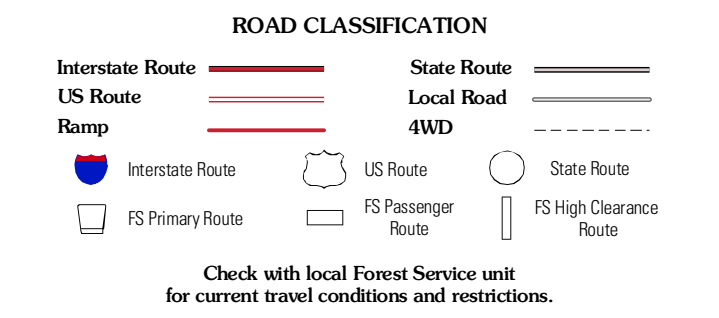 ROAD CLASSIFICATION
Interstate Route
State Route
US Route
Local Road
Ramp
4WD
Interstate Route
US Route
State Route
FS Primary Route
FS Passenger
Route
FS High Clearance
Route
Check with local Forest Service unit
for current travel conditions and restrictions.